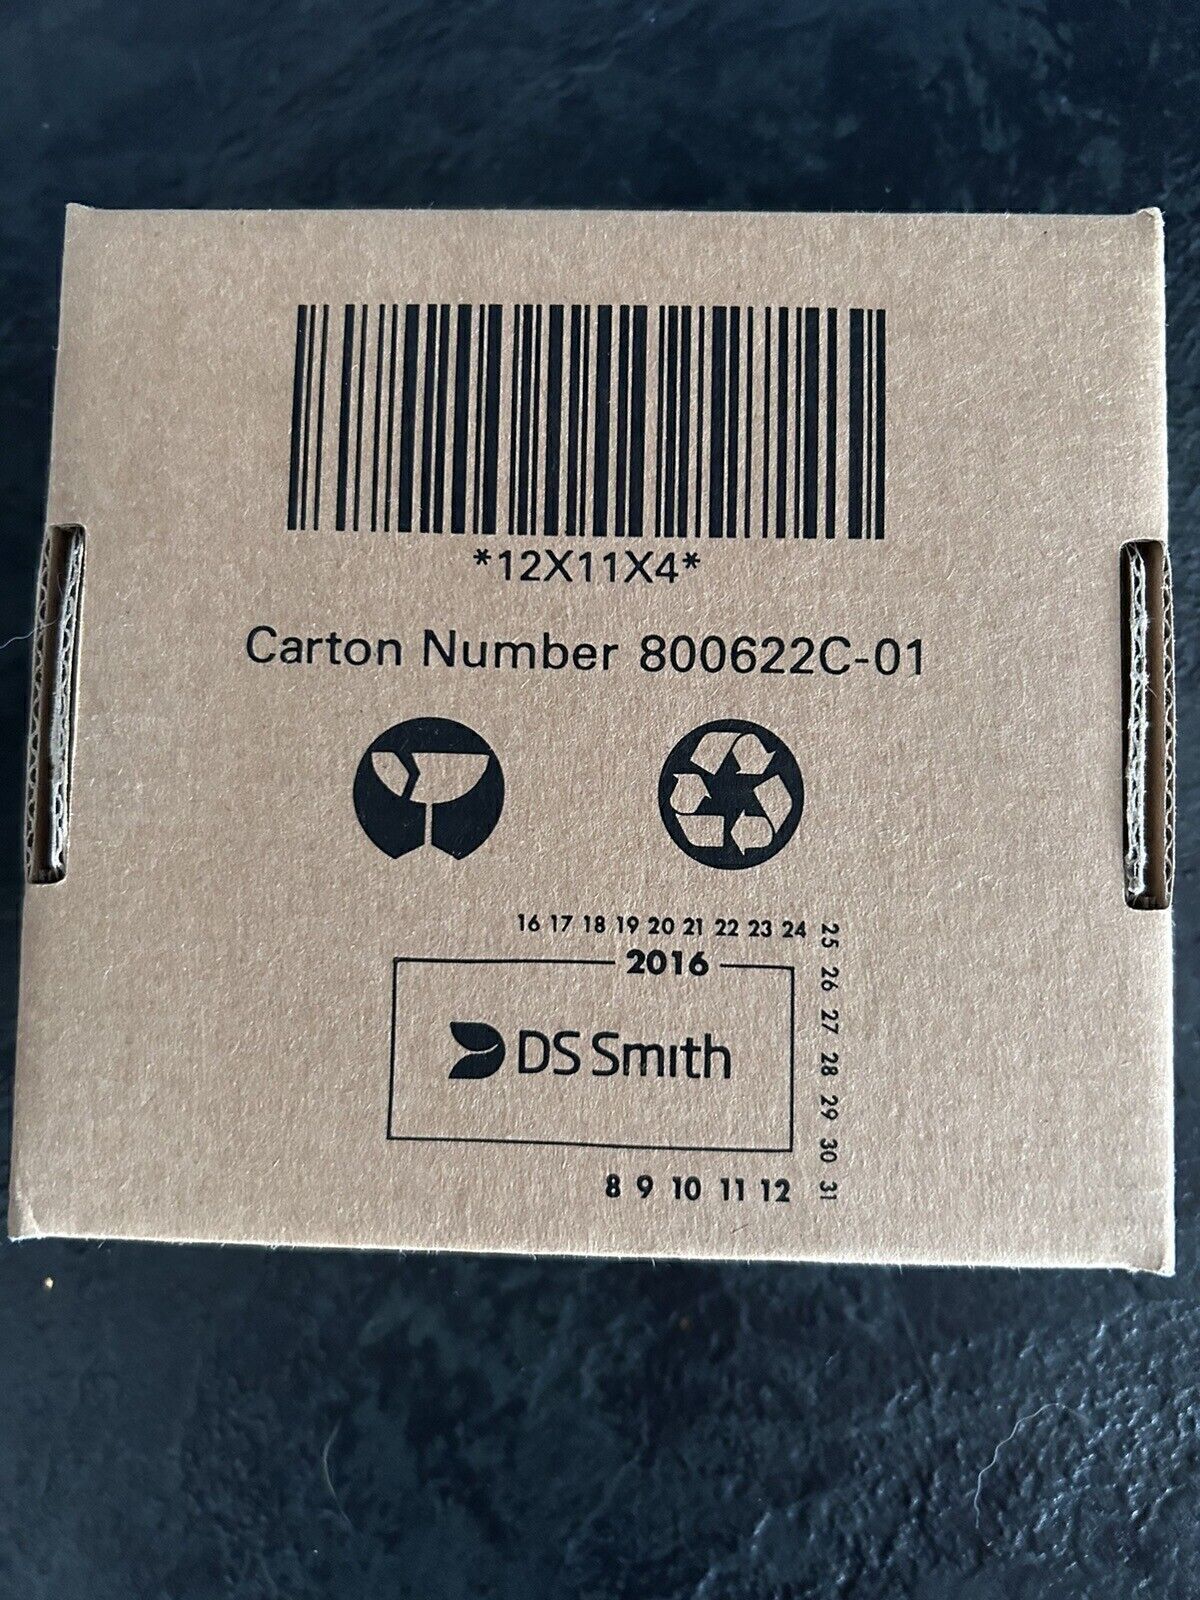 *12X11X4*
Carton Number 800622C-01
16 17 18 19 20 21 22 23 24
25 26 27 28 29 30 31
2016
DS Smith
8 9 10 11 12